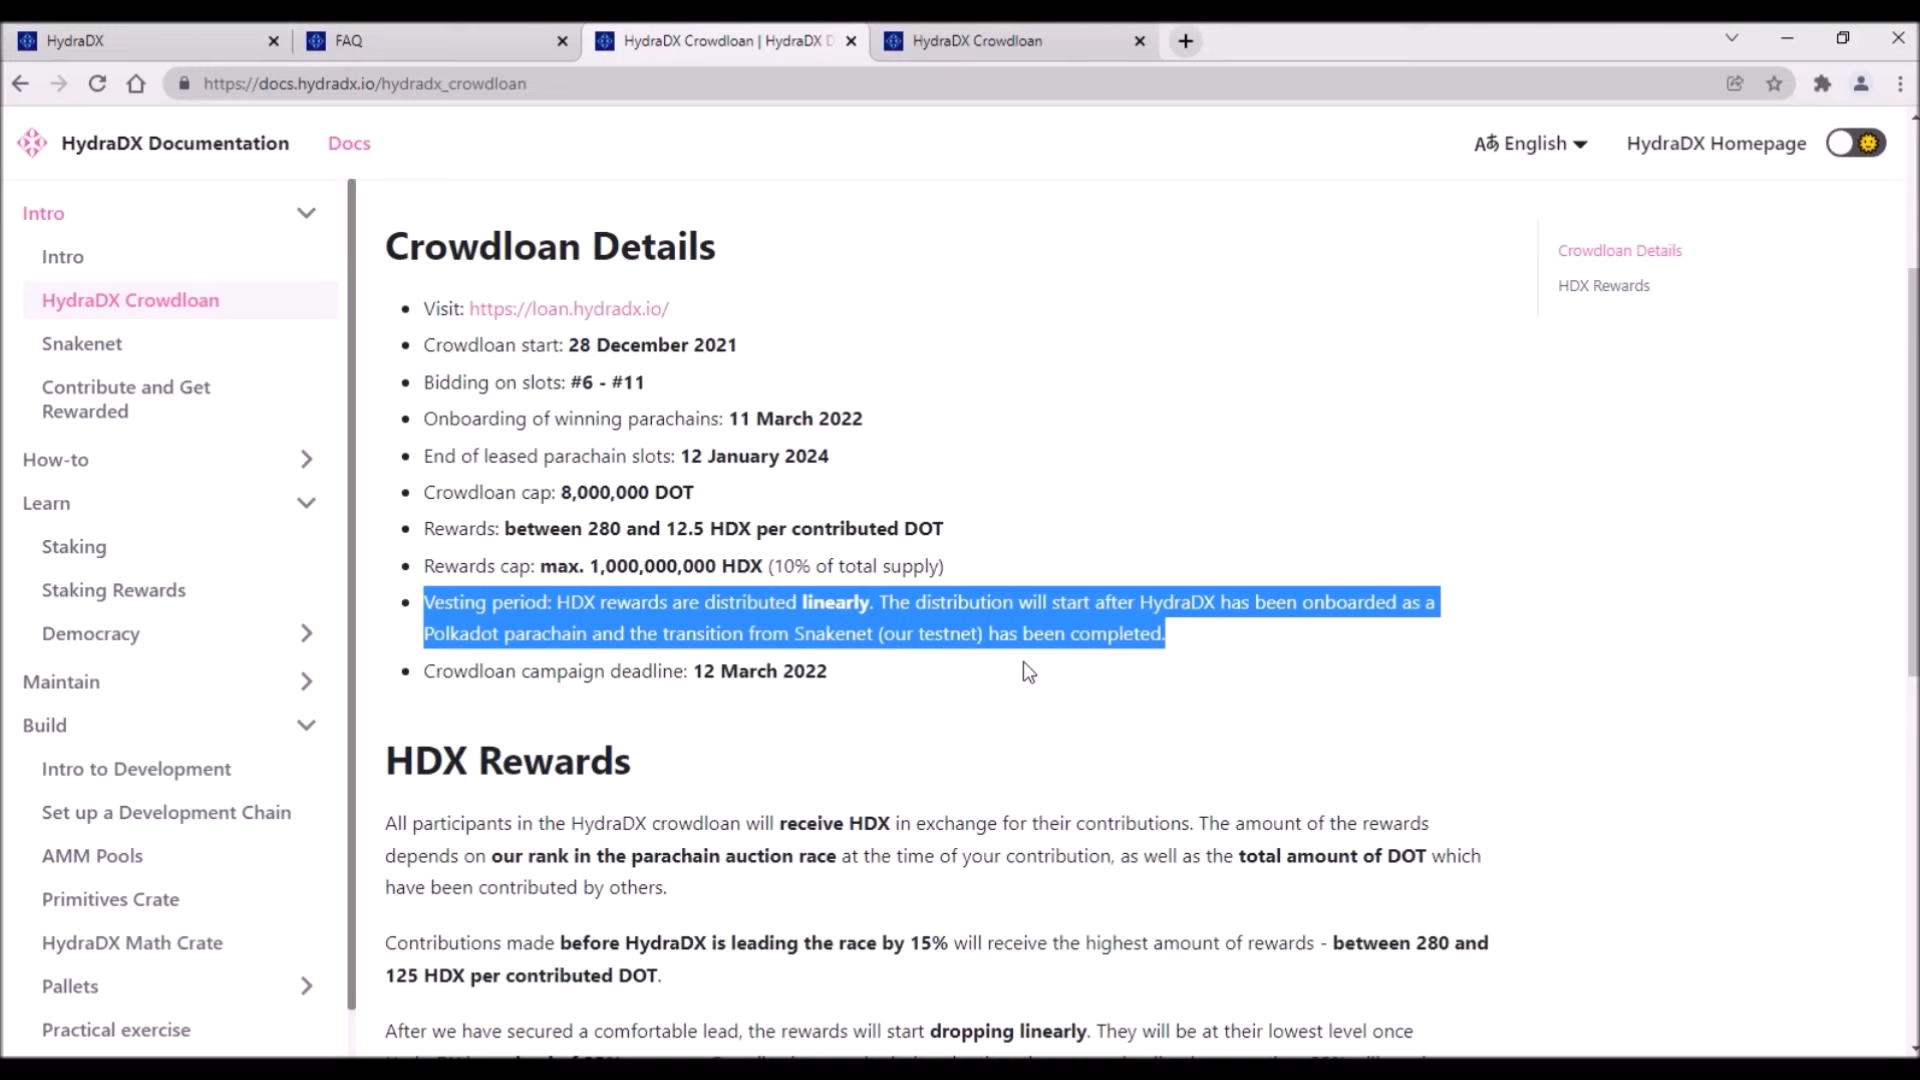 HydraDX
FAQ
HydraDX Crowdloan | HydraDX D
HydraDX Crowdloan
https://docs.hydradx.io/hydradx_crowdloan
HydraDX Documentation
Docs
English
HydraDX Homepage
Intro
Intro
HydraDX Crowdloan
Snakenet
Contribute and Get
Rewarded
How-to
Learn
Staking
Staking Rewards
Democracy
Maintain
Build
Intro to Development
Set up a Development Chain
AMM Pools
Primitives Crate
HydraDX Math Crate
Pallets
Practical exercise
Crowdloan Details
Visit: https://loan.hydradx.io/
Crowdloan start: 28 December 2021
Bidding on slots: #6 - #11
Onboarding of winning parachains: 11 March 2022
End of leased parachain slots: 12 January 2024
Crowdloan cap: 8,000,000 DOT
Rewards: between 280 and 12.5 HDX per contributed DOT
Rewards cap: max. 1,000,000,000 HDX (10% of total supply)
Vesting period: HDX rewards are distributed linearly. The distribution will start after HydraDX has been onboarded as a
Polkadot parachain and the transition from Snakenet (our testnet) has been completed.
Crowdloan campaign deadline: 12 March 2022
HDX Rewards
All participants in the HydraDX crowdloan will receive HDX in exchange for their contributions. The amount of the rewards
depends on our rank in the parachain auction race at the time of your contribution, as well as the total amount of DOT which
have been contributed by others.
Contributions made before HydraDX is leading the race by 15% will receive the highest amount of rewards - between 280 and
125 HDX per contributed DOT.
After we have secured a comfortable lead, the rewards will start dropping linearly. They will be at their lowest level once
Crowdloan Details
HDX Rewards